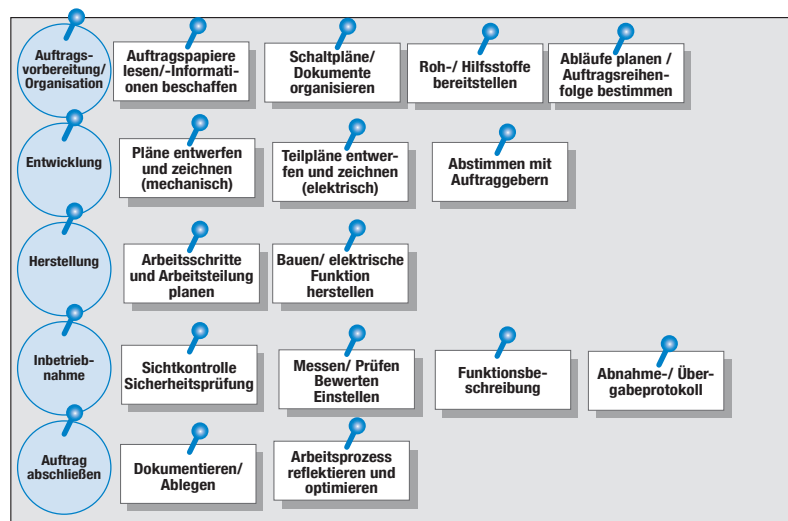 Auftrags-
vorbereitung/
Organisation
Auftragspapiere
lesen/-Informati-
onen beschaffen
Schaltpläne/
Dokumente
organisieren
Roh-/ Hilfsstoffe
bereitstellen
Abläufe planen /
Auftragsreihen-
folge bestimmen
Entwicklung
Pläne entwerfen
und zeichnen
(mechanisch)
Teilpläne entwer-
fen und zeichnen
(elektrisch)
Abstimmen mit
Auftraggebern
Herstellung
Arbeitsschritte
und Arbeitsteilung
planen
Bauen/ elektrische
Funktion
herstellen
Inbetrieb-
nahme
Sichtkontrolle
Sicherheitsprüfung
Messen/ Prüfen
Bewerten
Einstellen
Funktionsbe-
schreibung
Abnahme-/ Über-
gabeprotokoll
Auftrag
abschließen
Dokumentieren/
Ablegen
Arbeitsprozess
reflektieren und
optimieren